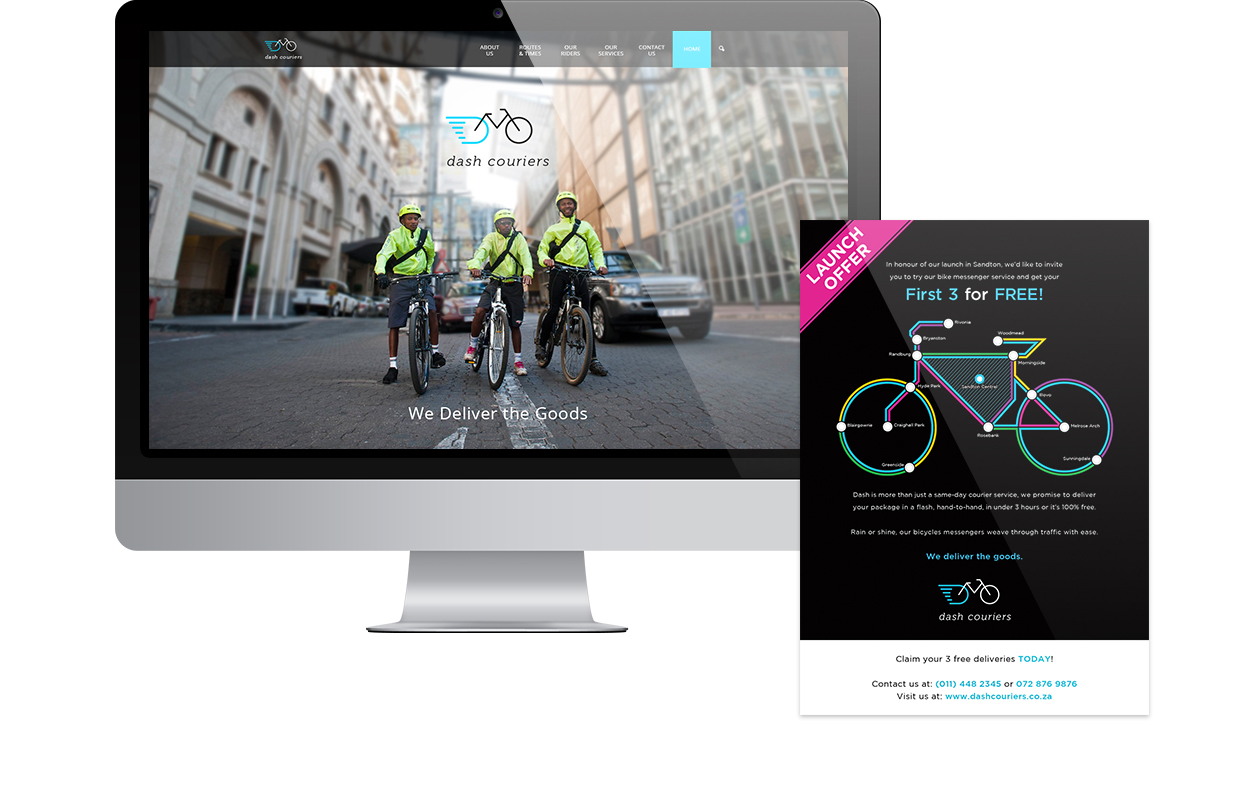 dash couriers
ABOUT US
ROUTES & TIMES
OUR RIDERS
OUR SERVICES
CONTACT US
HOME
dash couriers
We Deliver the Goods
LAUNCH
OFFER
In honour of our launch in Sandton, we'd like to invite
you to try our bike messenger service and get your
First 3 for FREE!
Rivonia
Woodmead
Bryanston
Randburg
Morningside
Sandton Central
Hyde Park
Illovo
Blairgowrie
Craighall Park
Melrose Arch
Rosebank
Sunningdale
Greenside
Dash is more than just a same-day courier service, we promise to deliver
your package in a flash, hand-to-hand, in under 3 hours or it's 100% free.
Rain or shine, our bicycles messengers weave through traffic with ease.
We deliver the goods.
dash couriers
Claim your 3 free deliveries TODAY!
Contact us at: (011) 448 2345 or 072 876 9876
Visit us at: www.dashcouriers.co.za